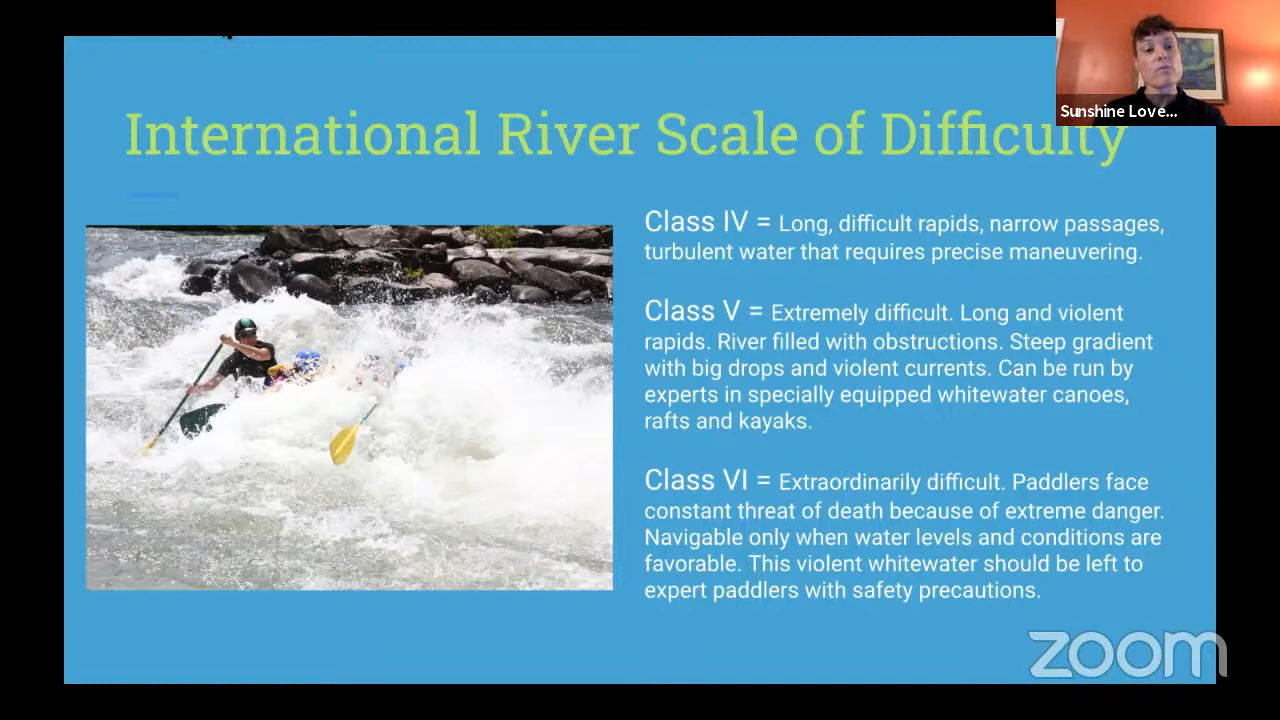 International River Scale of Difficulty
Sunshine Love...
Class IV = Long, difficult rapids, narrow passages,
turbulent water that requires precise maneuvering.
Class V = Extremely difficult. Long and violent
rapids. River filled with obstructions. Steep gradient
with big drops and violent currents. Can be run by
experts in specially equipped whitewater canoes,
rafts and kayaks.
Class VI = Extraordinarily difficult. Paddlers face
constant threat of death because of extreme danger.
Navigable only when water levels and conditions are
favorable. This violent whitewater should be left to
expert paddlers with safety precautions.
zoom